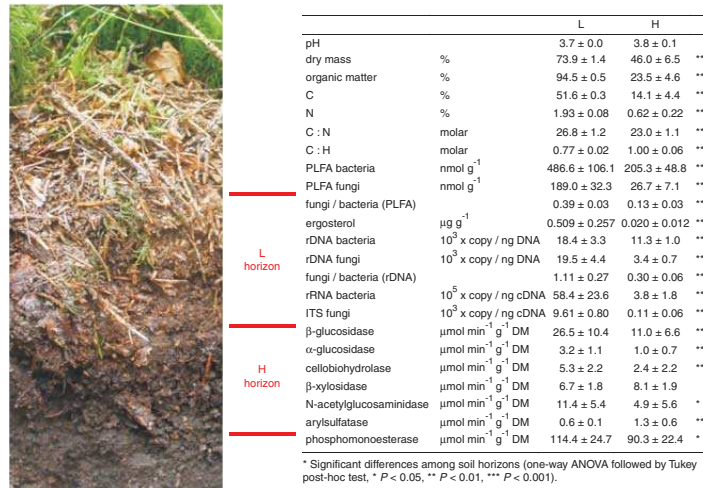 L H
pH 3.7 ± 0.0 3.8 ± 0.1
dry mass % 73.9 ± 1.4 46.0 ± 6.5 **
organic matter % 94.5 ± 0.5 23.5 ± 4.6 **
C % 51.6 ± 0.3 14.1 ± 4.4 **
N % 1.93 ± 0.08 0.62 ± 0.22 **
C : N molar 26.8 ± 1.2 23.0 ± 1.1 **
C : H molar 0.77 ± 0.02 1.00 ± 0.06 **
PLFA bacteria nmol g⁻¹ 486.6 ± 106.1 205.3 ± 48.8 **
PLFA fungi nmol g⁻¹ 189.0 ± 32.3 26.7 ± 7.1 **
fungi / bacteria (PLFA) 0.39 ± 0.03 0.13 ± 0.03 **
ergosterol µg g⁻¹ 0.509 ± 0.257 0.020 ± 0.012 **
rDNA bacteria 10³ x copy / ng DNA 18.4 ± 3.3 11.3 ± 1.0 **
rDNA fungi 10³ x copy / ng DNA 19.5 ± 4.4 3.4 ± 0.7 **
fungi / bacteria (rDNA) 1.11 ± 0.27 0.30 ± 0.06 **
rRNA bacteria 10⁵ x copy / ng cDNA 58.4 ± 23.6 3.8 ± 1.8 **
ITS fungi 10³ x copy / ng cDNA 9.61 ± 0.80 0.11 ± 0.06 **
β-glucosidase µmol min⁻¹ g⁻¹ DM 26.5 ± 10.4 11.0 ± 6.6 **
α-glucosidase µmol min⁻¹ g⁻¹ DM 3.2 ± 1.1 1.0 ± 0.7 **
cellobiohydrolase µmol min⁻¹ g⁻¹ DM 5.3 ± 2.2 2.4 ± 2.2 **
β-xylosidase µmol min⁻¹ g⁻¹ DM 6.7 ± 1.8 8.1 ± 1.9
N-acetylglucosaminidase µmol min⁻¹ g⁻¹ DM 11.4 ± 5.4 4.9 ± 5.6 *
arylsulfatase µmol min⁻¹ g⁻¹ DM 0.6 ± 0.1 1.3 ± 0.6 **
phosphomonoesterase µmol min⁻¹ g⁻¹ DM 114.4 ± 24.7 90.3 ± 22.4 *
* Significant differences among soil horizons (one-way ANOVA followed by Tukey
post-hoc test, * P < 0.05, ** P < 0.01, *** P < 0.001).
L
horizon
H
horizon